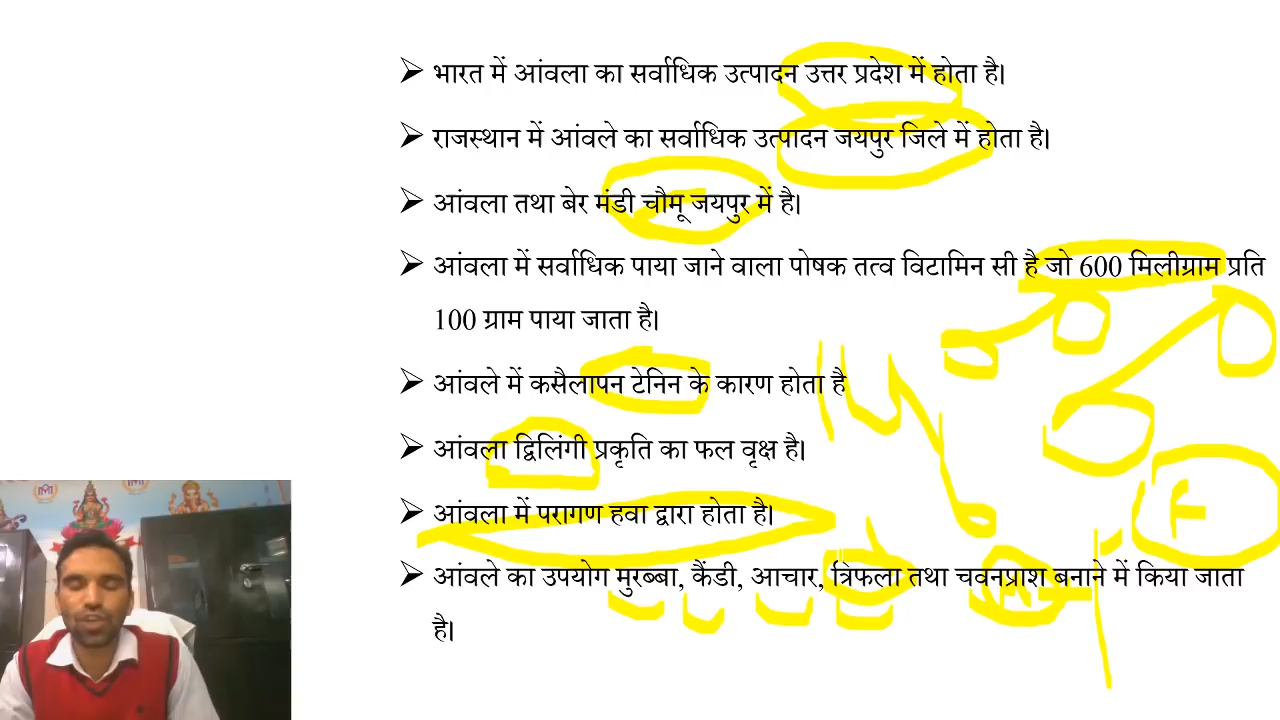 ➢ भारत में आंवला का सर्वाधिक उत्पादन उत्तर प्रदेश में होता है।
➢ राजस्थान में आंवले का सर्वाधिक उत्पादन जयपुर जिले में होता है।
➢ आंवला तथा बेर मंडी चौमू जयपुर में है।
➢ आंवला में सर्वाधिक पाया जाने वाला पोषक तत्व विटामिन सी है जो 600 मिलीग्राम प्रति
100 ग्राम पाया जाता है।
➢ आंवले में कसैलापन टेनिन के कारण होता है
➢ आंवला द्विलिंगी प्रकृति का फल वृक्ष है।
➢ आंवला में परागण हवा द्वारा होता है।
➢ आंवले का उपयोग मुरब्बा, कैंडी, आचार, त्रिफला तथा चवनप्राश बनाने में किया जाता
है।